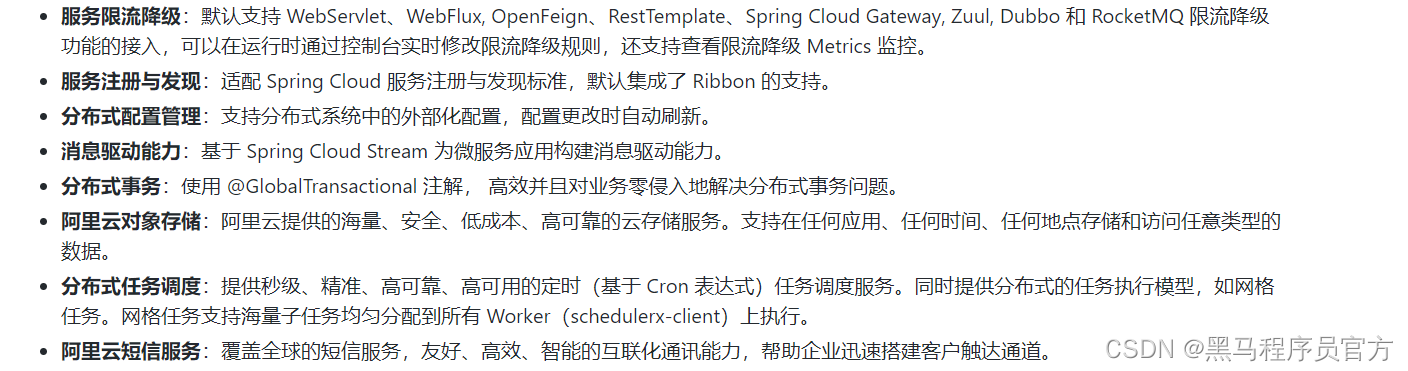 服务限流降级：默认支持 WebServlet、WebFlux, OpenFeign、RestTemplate、Spring Cloud Gateway, Zuul, Dubbo 和 RocketMQ 限流降级
功能的接入，可以在运行时通过控制台实时修改限流降级规则，还支持查看限流降级 Metrics 监控。
服务注册与发现：适配 Spring Cloud 服务注册与发现标准，默认集成了 Ribbon 的支持。
分布式配置管理：支持分布式系统中的外部化配置，配置更改时自动刷新。
消息驱动能力：基于 Spring Cloud Stream 为微服务应用构建消息驱动能力。
分布式事务：使用 @GlobalTransactional 注解， 高效并且对业务零侵入地解决分布式事务问题。
阿里云对象存储：阿里云提供的海量、安全、低成本、高可靠的云存储服务。支持在任何应用、任何时间、任何地点存储和访问任意类型的
数据。
分布式任务调度：提供秒级、精准、高可靠、高可用的定时（基于 Cron 表达式）任务调度服务。同时提供分布式的任务执行模型，如网格
任务。网格任务支持海量子任务均匀分配到所有 Worker（schedulerx-client）上执行。
阿里云短信服务：覆盖全球的短信服务，友好、高效、智能的互联化通讯能力，帮助企业迅速搭建客户触达通道。
CSDN @黑马程序员官方